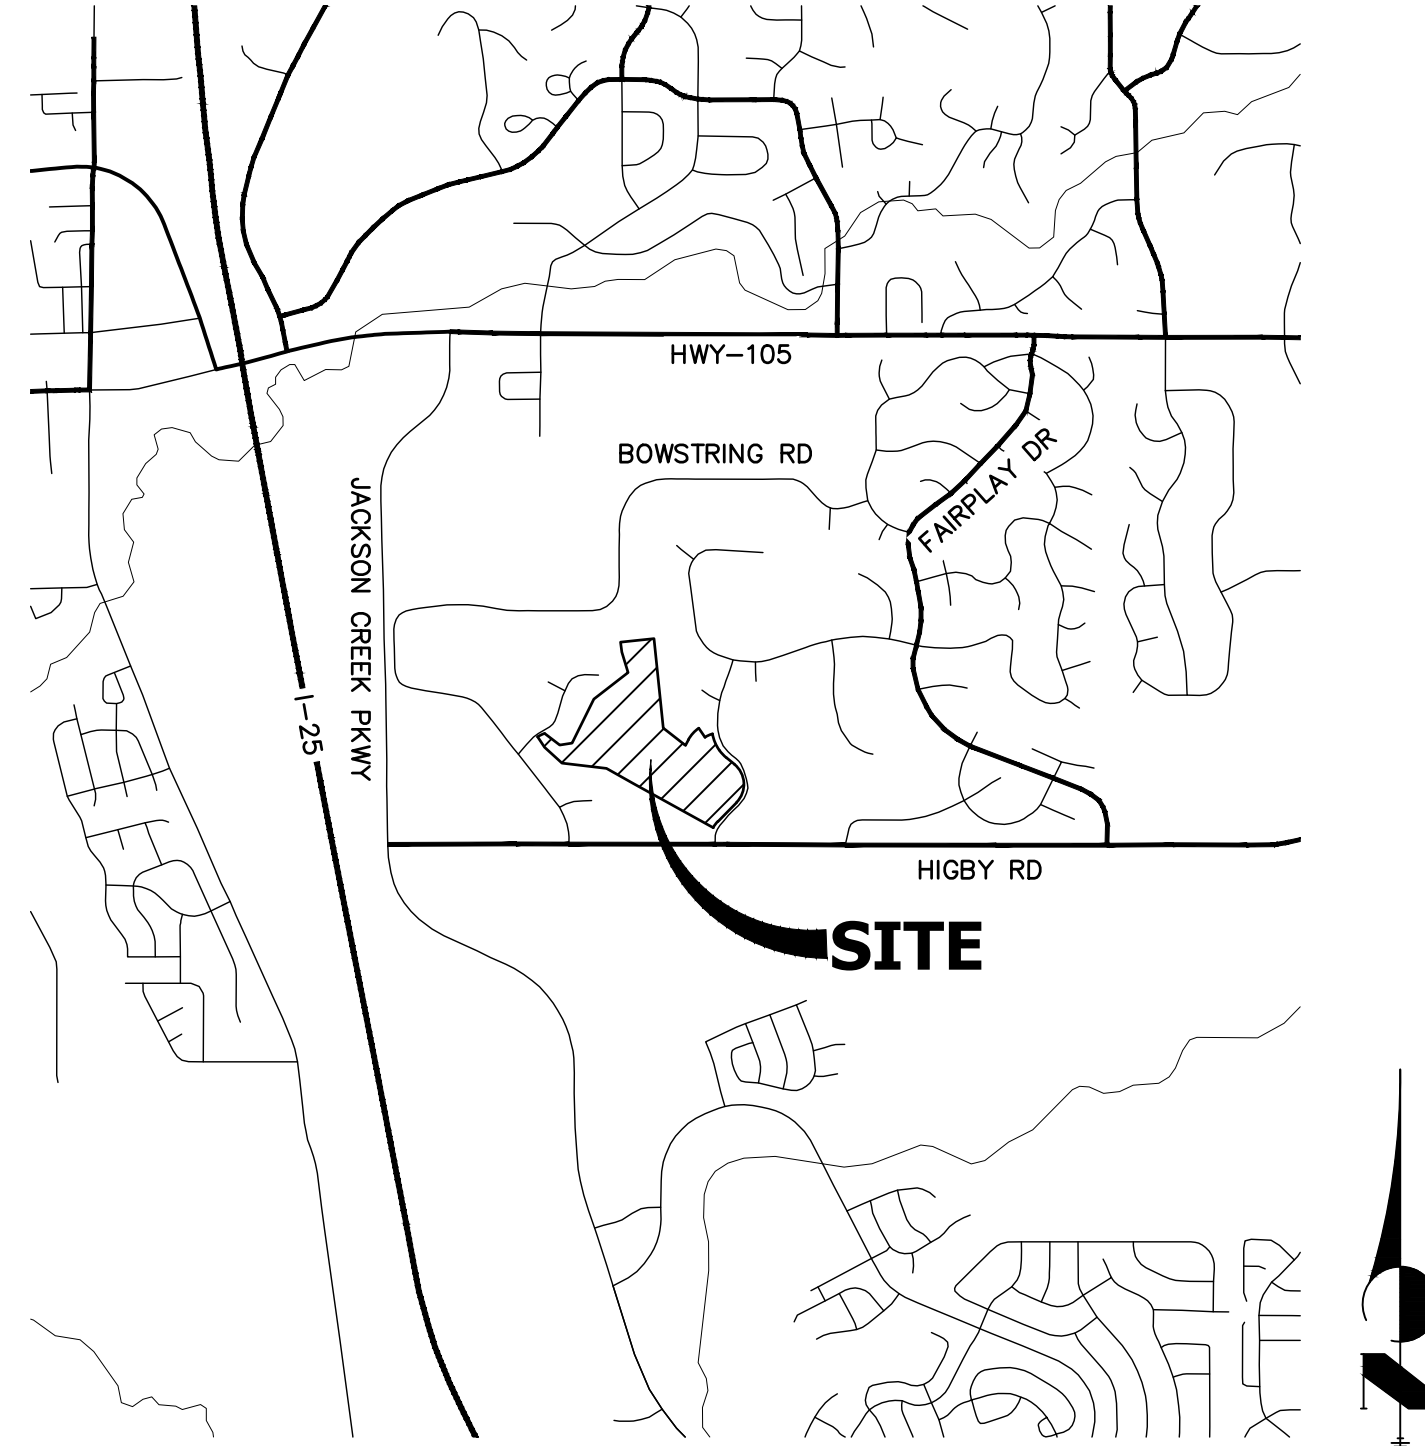 HWY-105
BOWSTRING RD
FAIRPLAY DR
JACKSON CREEK PKWY
I-25
HIGBY RD
SITE
N